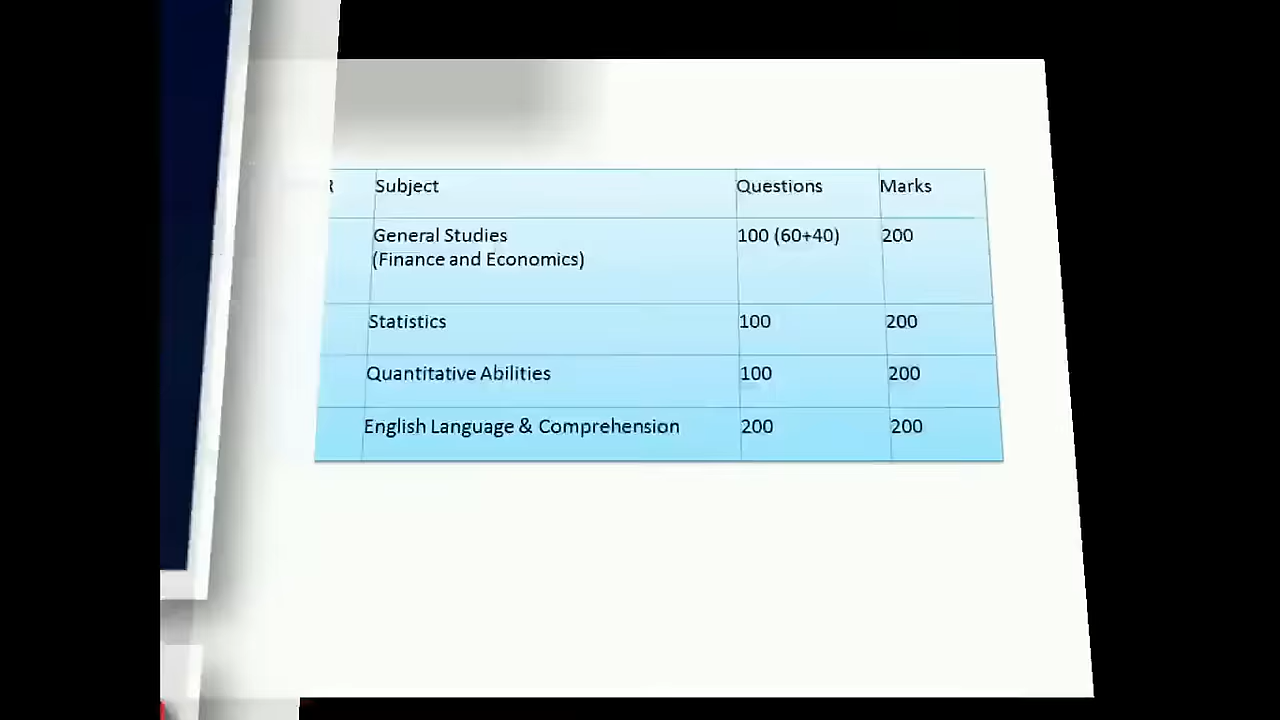 Subject Questions Marks
General Studies 100 (60+40) 200
(Finance and Economics)
Statistics 100 200
Quantitative Abilities 100 200
English Language & Comprehension 200 200